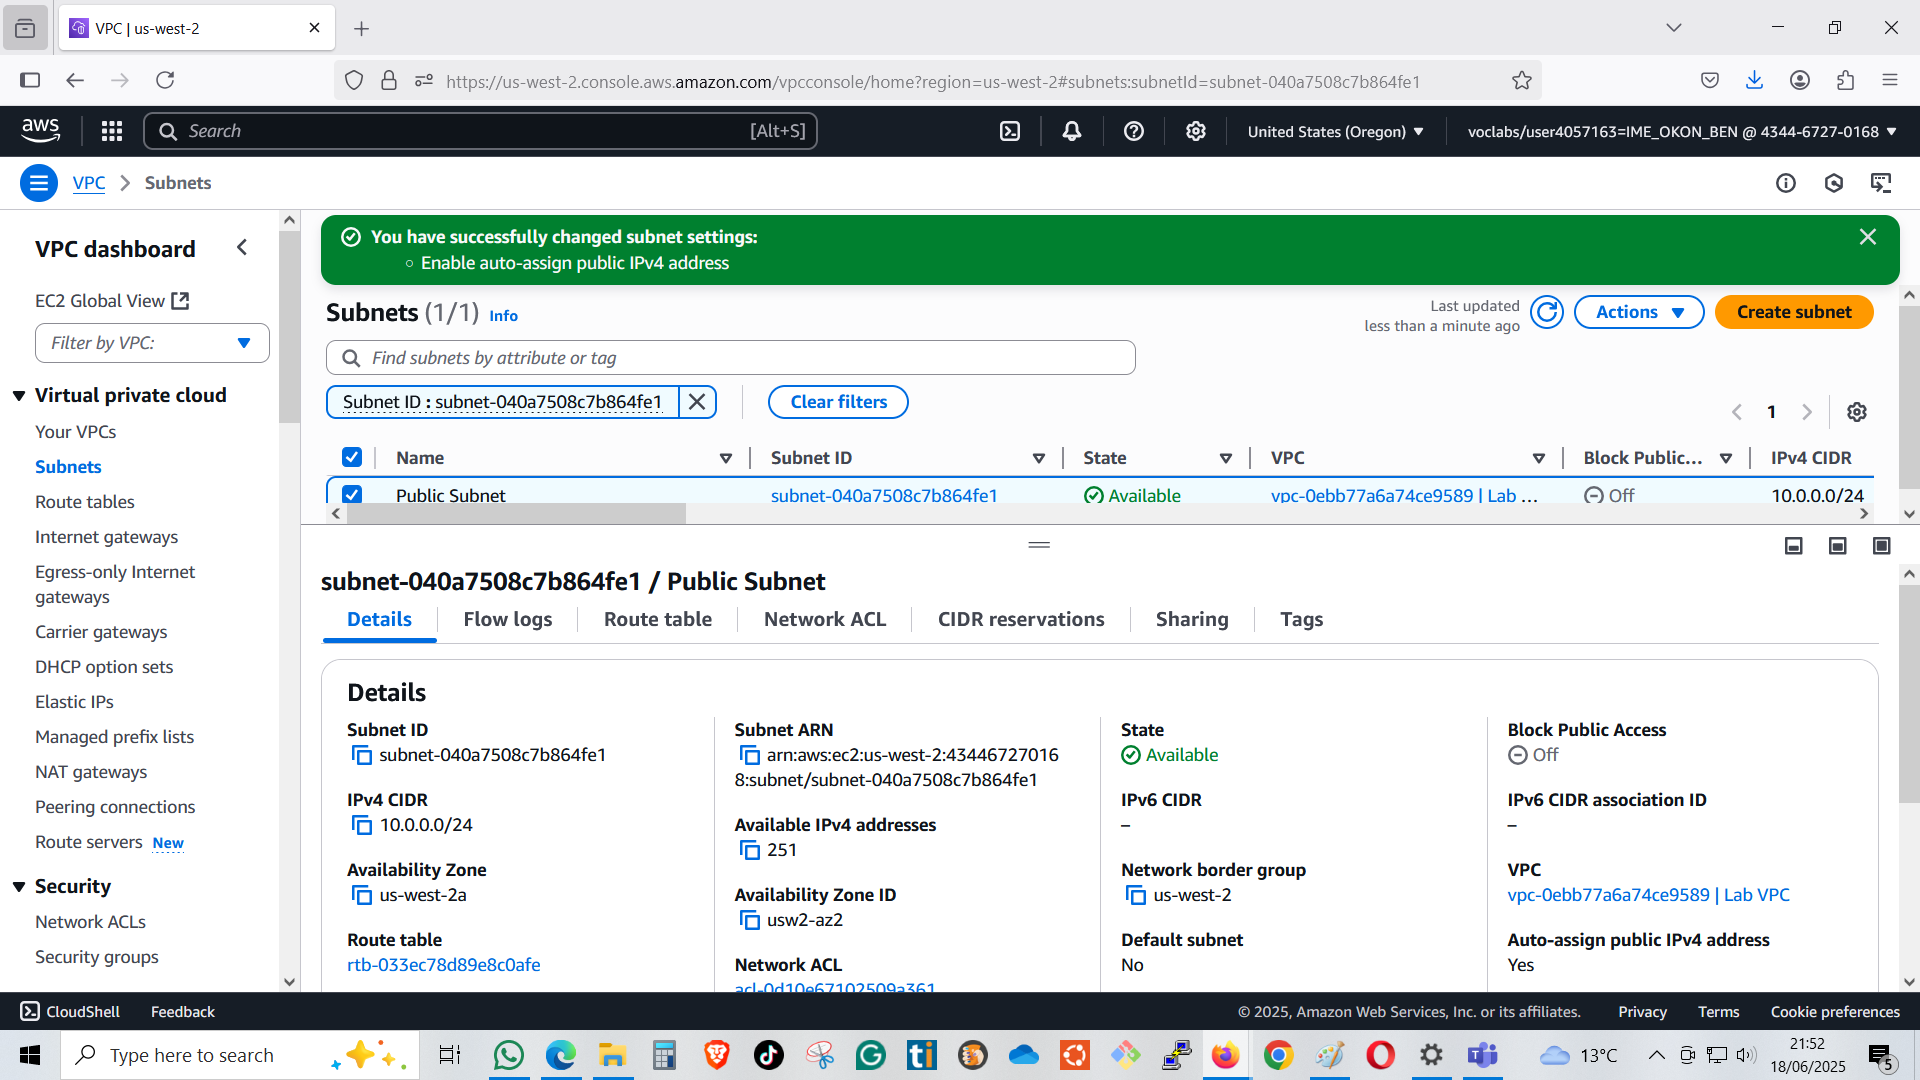 VPC | us-west-2
https://us-west-2.console.aws.amazon.com/vpcconsole/home?region=us-west-2#subnets:subnetId=subnet-040a7508c7b864fe1
aws
Search
[Alt+S]
United States (Oregon)
voclabs/user4057163=IME_OKON_BEN @ 4344-6727-0168
VPC
Subnets
VPC dashboard
EC2 Global View
Filter by VPC:
Virtual private cloud
Your VPCs
Subnets
Route tables
Internet gateways
Egress-only Internet
gateways
Carrier gateways
DHCP option sets
Elastic IPs
Managed prefix lists
NAT gateways
Peering connections
Route servers New
Security
Network ACLs
Security groups
You have successfully changed subnet settings:
Enable auto-assign public IPv4 address
Subnets (1/1) Info
Last updated
less than a minute ago
Actions
Create subnet
Find subnets by attribute or tag
Subnet ID : subnet-040a7508c7b864fe1
Clear filters
1
Name
Subnet ID
State
VPC
Block Public...
IPv4 CIDR
Public Subnet
subnet-040a7508c7b864fe1
Available
vpc-0ebb77a6a74ce9589 | Lab ...
Off
10.0.0.0/24
subnet-040a7508c7b864fe1 / Public Subnet
Details
Flow logs
Route table
Network ACL
CIDR reservations
Sharing
Tags
Details
Subnet ID
subnet-040a7508c7b864fe1
IPv4 CIDR
10.0.0.0/24
Availability Zone
us-west-2a
Route table
rtb-033ec78d89e8c0afe
Subnet ARN
arn:aws:ec2:us-west-2:43446727016
8:subnet/subnet-040a7508c7b864fe1
Available IPv4 addresses
251
Availability Zone ID
usw2-az2
Network ACL
acl-0d10e67102509a361
State
Available
IPv6 CIDR
–
Network border group
us-west-2
Default subnet
No
Block Public Access
Off
IPv6 CIDR association ID
–
VPC
vpc-0ebb77a6a74ce9589 | Lab VPC
Auto-assign public IPv4 address
Yes
CloudShell
Feedback
© 2025, Amazon Web Services, Inc. or its affiliates.
Privacy
Terms
Cookie preferences
Type here to search
13°C
21:52
18/06/2025
5